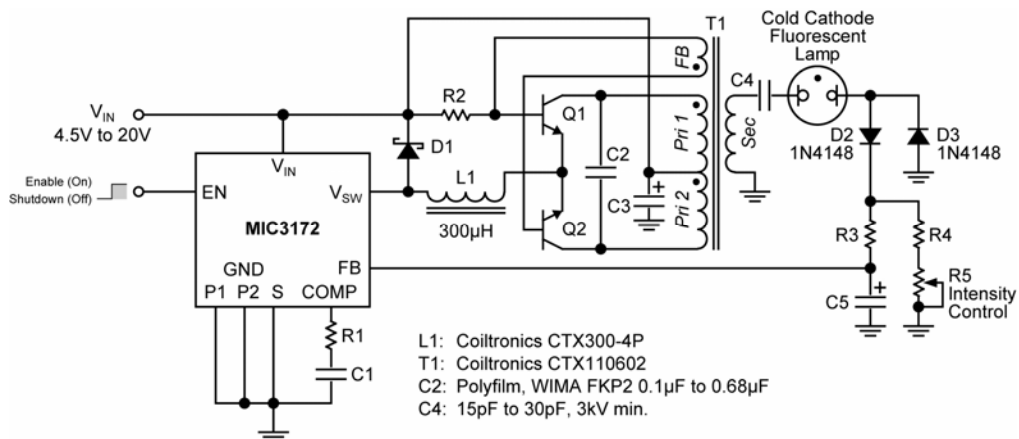 T1
Cold Cathode
Fluorescent
Lamp
FB
C4
R2
VIN
4.5V to 20V
Q1
Pri 1
Sec
D2
1N4148
D3
1N4148
D1
C2
VIN
L1
C3
Pri 2
Enable (On)
Shutdown (Off)
EN
VSW
300µH
Q2
MIC3172
R3
R4
GND
FB
P1 P2 S COMP
R5
Intensity
Control
C5
R1
C1
L1: Coiltronics CTX300-4P
T1: Coiltronics CTX110602
C2: Polyfilm, WIMA FKP2 0.1µF to 0.68µF
C4: 15pF to 30pF, 3kV min.